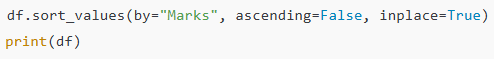 df.sort_values(by="Marks", ascending=False, inplace=True)
print(df)